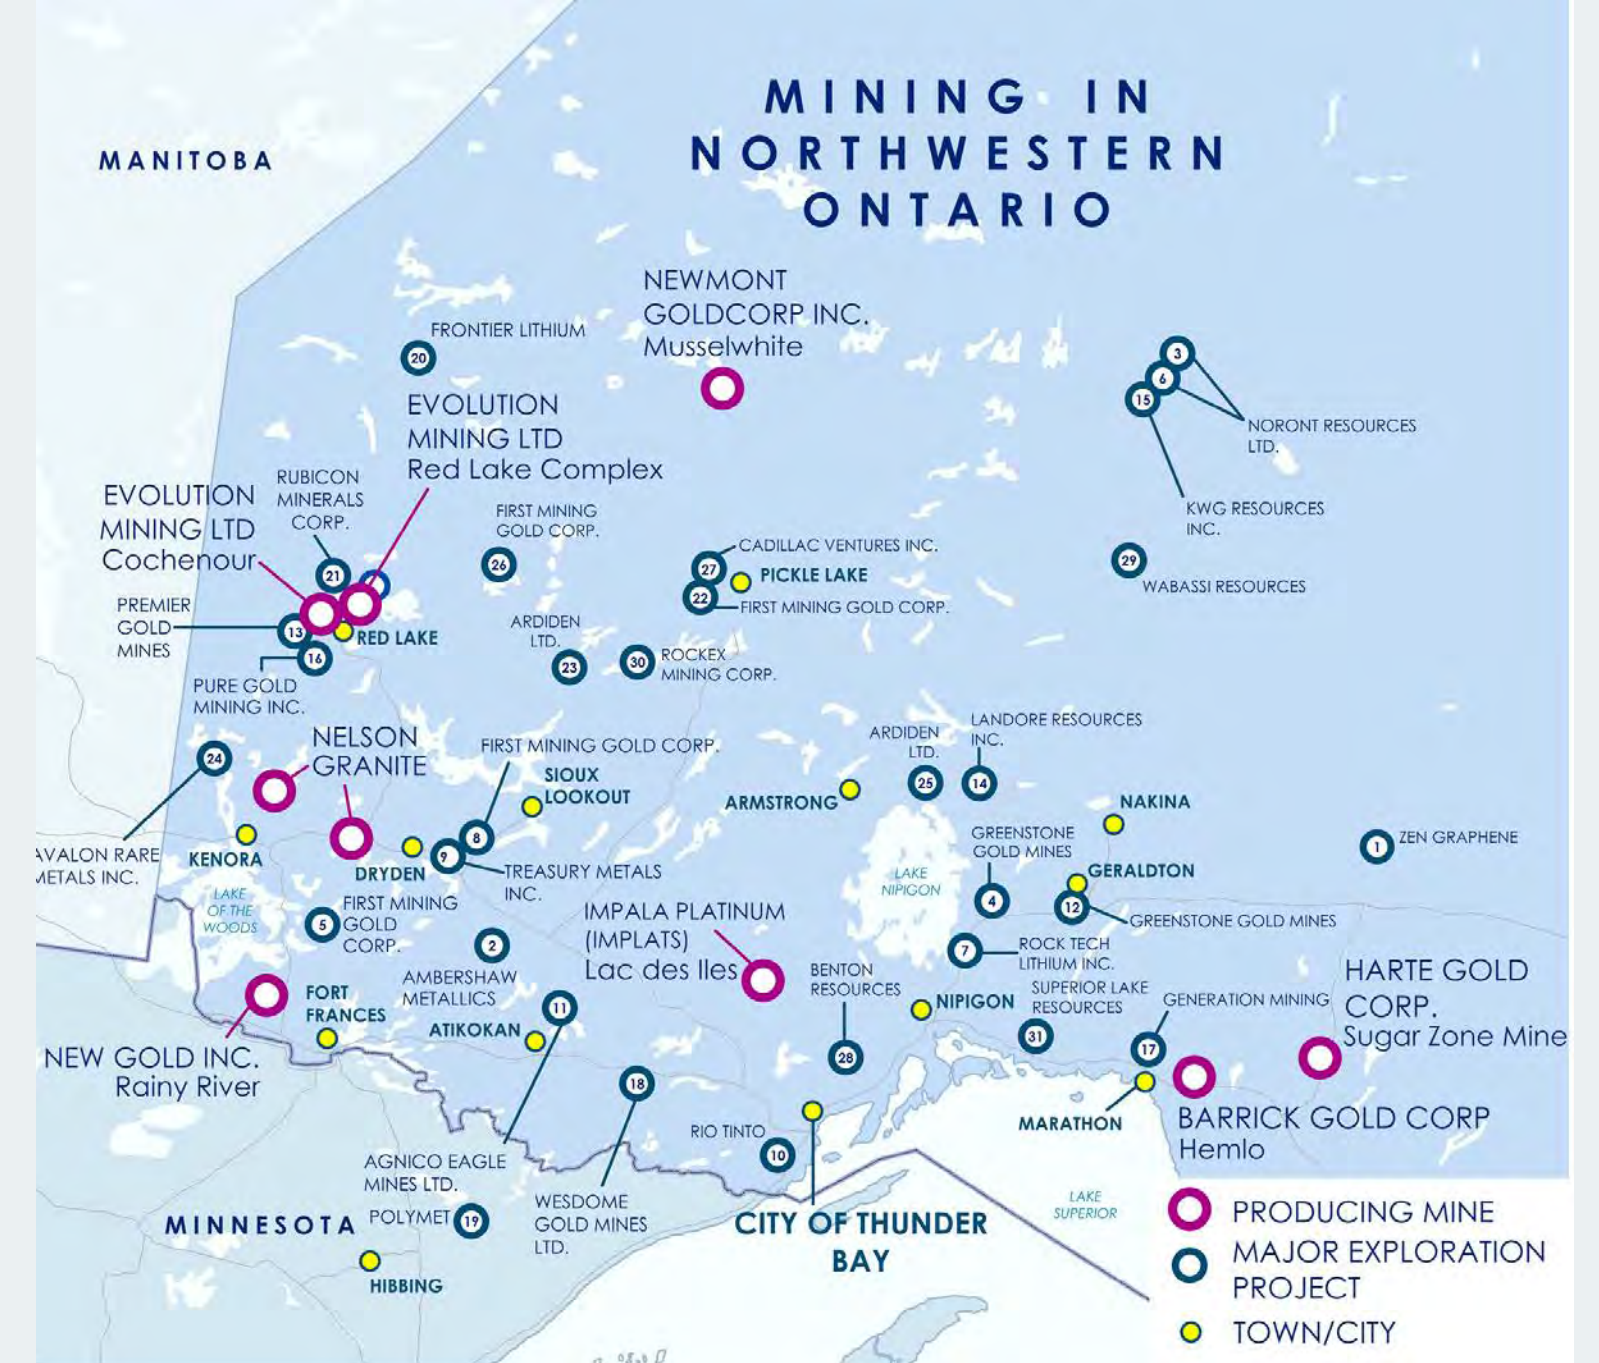 MINING IN
NORTHWESTERN
ONTARIO
MANITOBA
NEWMONT
GOLDCORP INC.
Musselwhite
FRONTIER LITHIUM
20
3
6
15
NORONT RESOURCES
LTD.
KWG RESOURCES
INC.
EVOLUTION
MINING LTD
Red Lake Complex
RUBICON
MINERALS
CORP.
EVOLUTION
MINING LTD
Cochenour
FIRST MINING
GOLD CORP.
26
CADILLAC VENTURES INC.
27
PICKLE LAKE
22
FIRST MINING GOLD CORP.
29
WABASSI RESOURCES
21
PREMIER
GOLD
MINES
13
RED LAKE
16
PURE GOLD
MINING INC.
ARDIDEN
LTD.
23
30
ROCKEX
MINING CORP.
NELSON
GRANITE
24
FIRST MINING GOLD CORP.
SIOUX
LOOKOUT
ARMSTRONG
ARDIDEN
LTD.
25
LANDORE RESOURCES
INC.
14
NAKINA
KENORA
AVALON RARE
METALS INC.
DRYDEN
9
8
TREASURY METALS
INC.
GREENSTONE
GOLD MINES
4
GERALDTON
12
GREENSTONE GOLD MINES
1
ZEN GRAPHENE
LAKE
NIPIGON
LAKE
OF THE
WOODS
5
FIRST MINING
GOLD
CORP.
2
AMBERSHAW
METALLICS
IMPALA PLATINUM
(IMPLATS)
Lac des Iles
7
ROCK TECH
LITHIUM INC.
BENTON
RESOURCES
28
NIPIGON
SUPERIOR LAKE
RESOURCES
31
GENERATION MINING
17
HARTE GOLD
CORP.
Sugar Zone Mine
FORT
FRANCES
ATIKOKAN
11
NEW GOLD INC.
Rainy River
18
MARATHON
BARRICK GOLD CORP
Hemlo
RIO TINTO
10
AGNICO EAGLE
MINES LTD.
WESDOME
GOLD MINES
LTD.
MINNESOTA
POLYMET
19
HIBBING
CITY OF THUNDER
BAY
LAKE
SUPERIOR
PRODUCING MINE
MAJOR EXPLORATION
PROJECT
TOWN/CITY